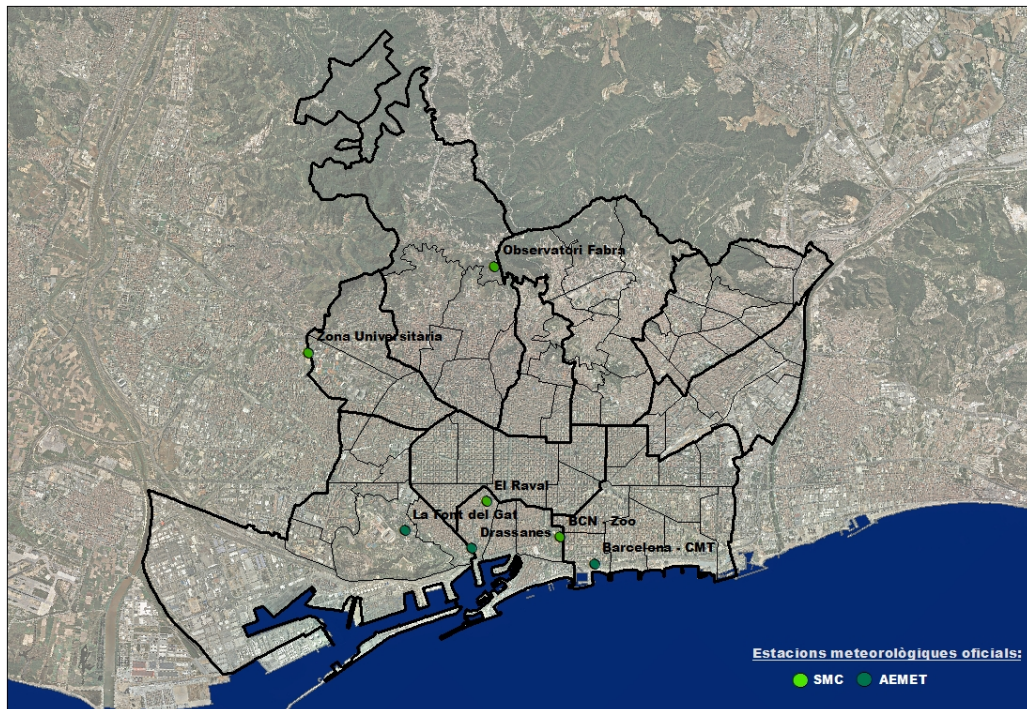 Observatori Fabra
Zona Universitària
El Raval
La Font del Gat
Drassanes
BCN - Zoo
Barcelona - CMT
Estacions meteorològiques oficials:
SMC AEMET